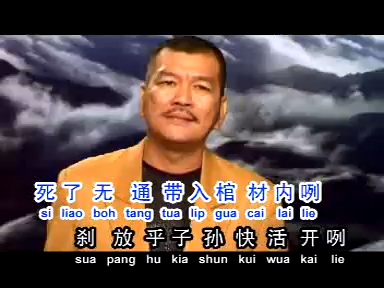 死了无通带入棺材内咧
si liao boh tang tua lip gua cai lai lie
刹放乎子孙快活开咧
sua pang hu kia shun kui wua kai lie